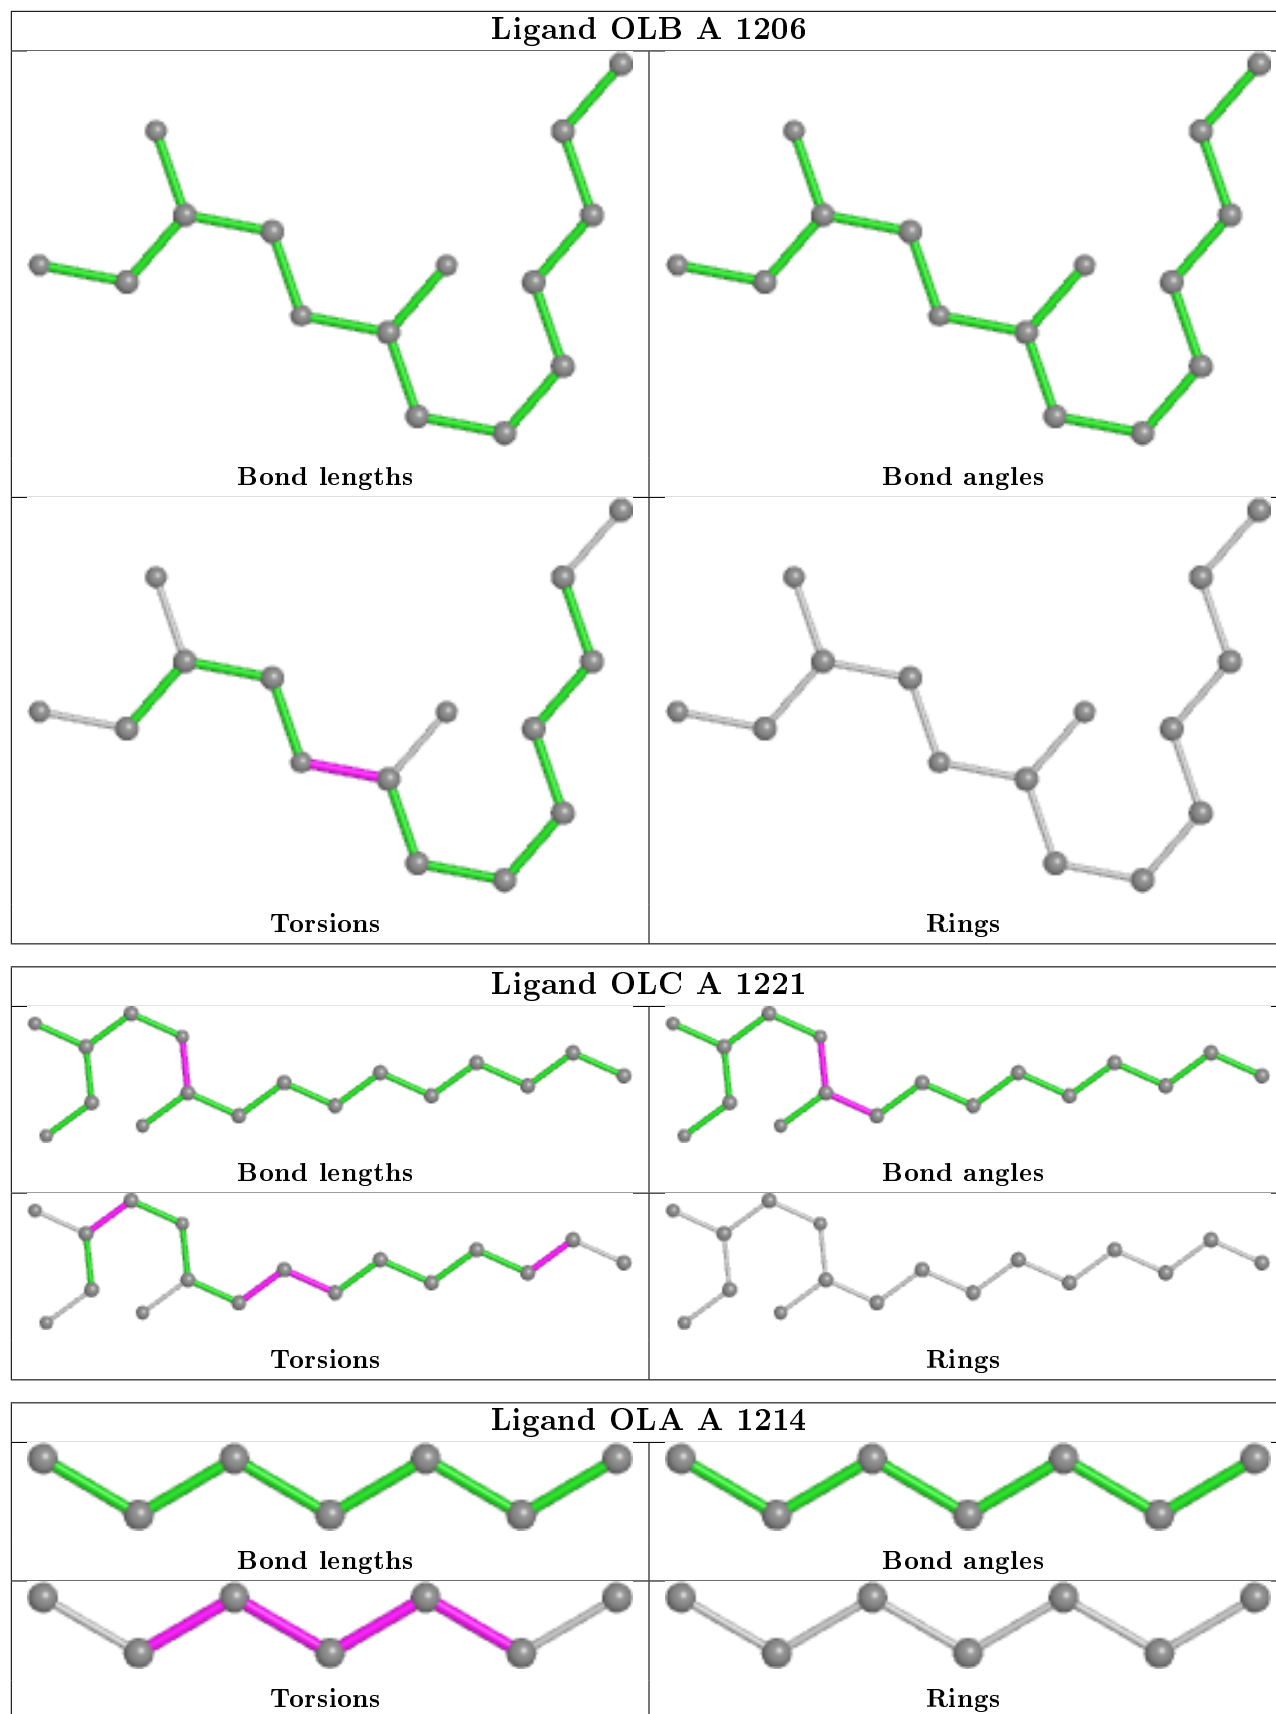 Ligand OLB A 1206
Bond lengths
Bond angles
Torsions
Rings
Ligand OLC A 1221
Bond lengths
Bond angles
Torsions
Rings
Ligand OLA A 1214
Bond lengths
Bond angles
Torsions
Rings